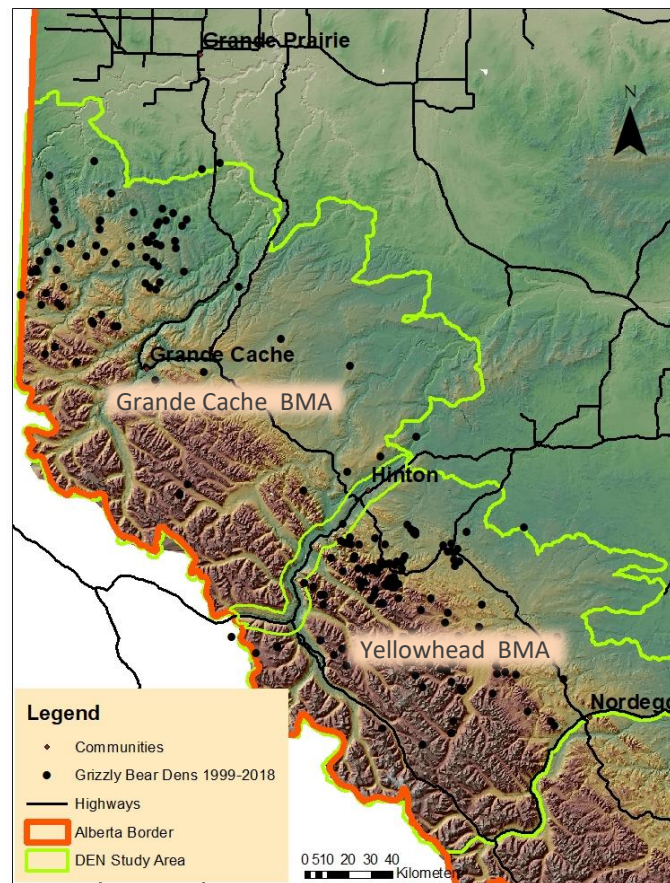 Grande Prairie
N
Grande Cache
Grande Cache BMA
Hinton
Yellowhead BMA
Nordegg
Legend
Communities
Grizzly Bear Dens 1999-2018
Highways
Alberta Border
DEN Study Area
0 5 10 20 30 40
Kilometer